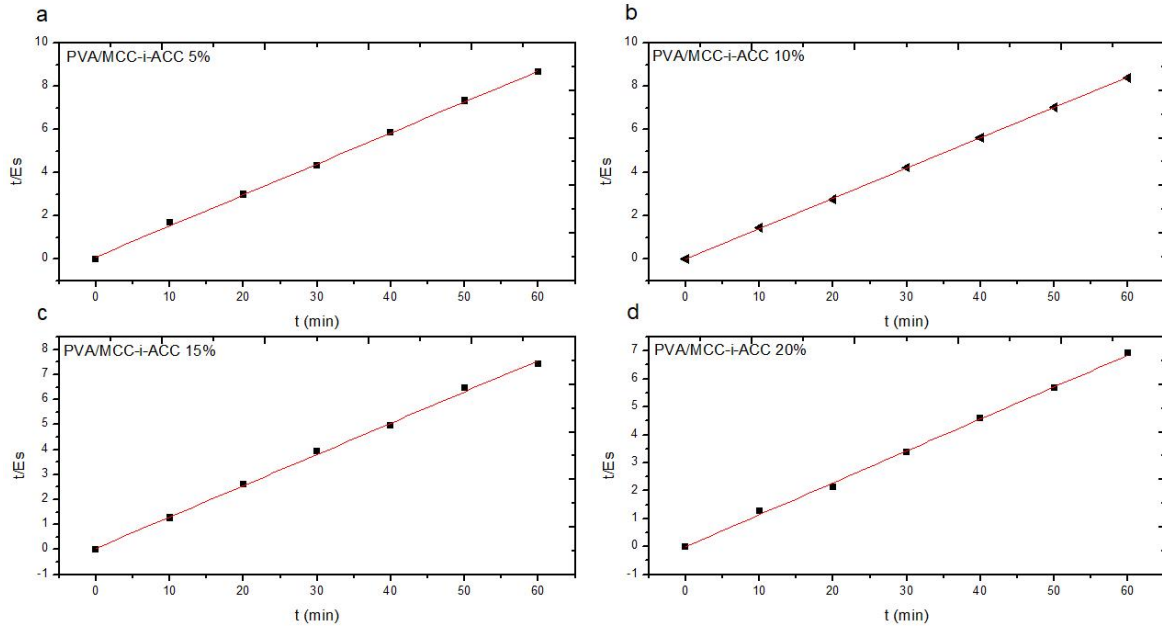 a
PVA/MCC-i-ACC 5%
10
8
6
4
2
0
t/Es
0 10 20 30 40 50 60
t (min)
b
PVA/MCC-i-ACC 10%
10
8
6
4
2
0
t/Es
0 10 20 30 40 50 60
t (min)
c
PVA/MCC-i-ACC 15%
8
7
6
5
4
3
2
1
0
-1
t/Es
0 10 20 30 40 50 60
t (min)
d
PVA/MCC-i-ACC 20%
7
6
5
4
3
2
1
0
-1
t/Es
0 10 20 30 40 50 60
t (min)